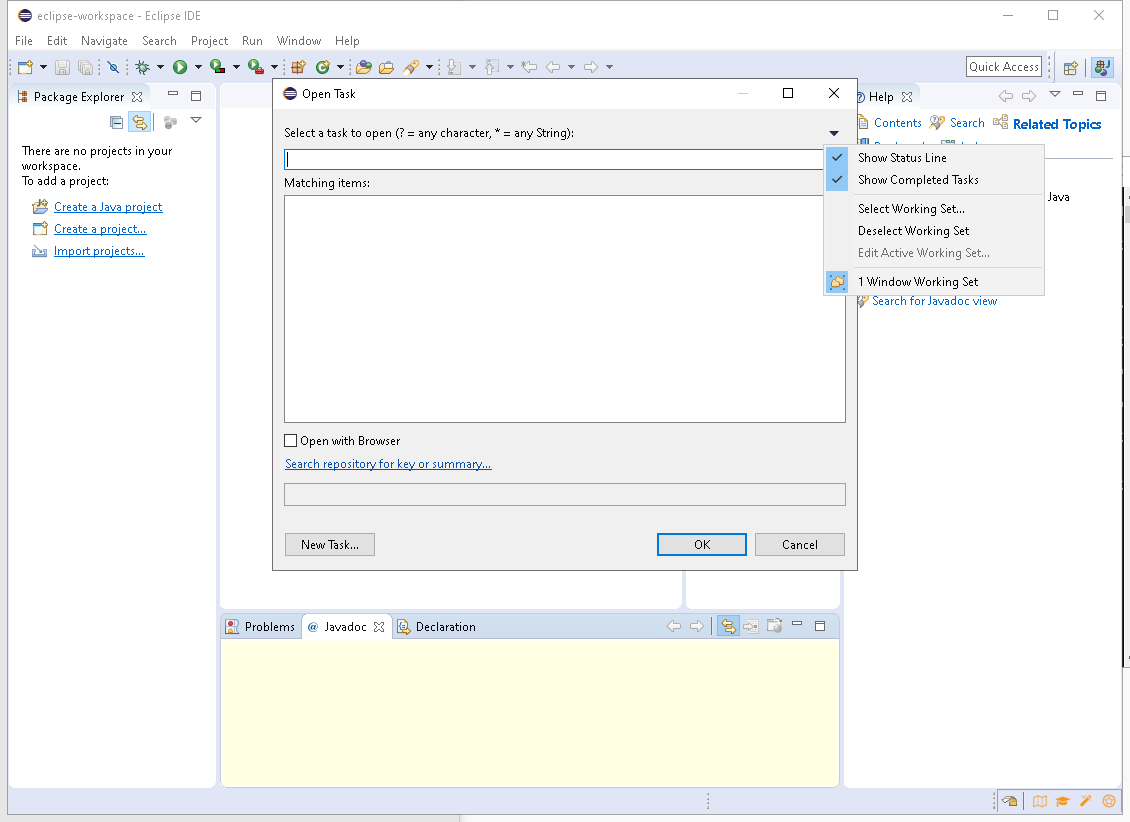 eclipse-workspace - Eclipse IDE
File Edit Navigate Search Project Run Window Help
Quick Access
Package Explorer
There are no projects in your
workspace.
To add a project:
Create a Java project
Create a project...
Import projects...
Open Task
Select a task to open (? = any character, * = any String):
Matching items:
Open with Browser
Search repository for key or summary...
New Task...
OK
Cancel
Show Status Line
Show Completed Tasks
Select Working Set...
Deselect Working Set
Edit Active Working Set...
1 Window Working Set
Help
Contents Search Related Topics
Java
Search for Javadoc view
Problems @ Javadoc Declaration